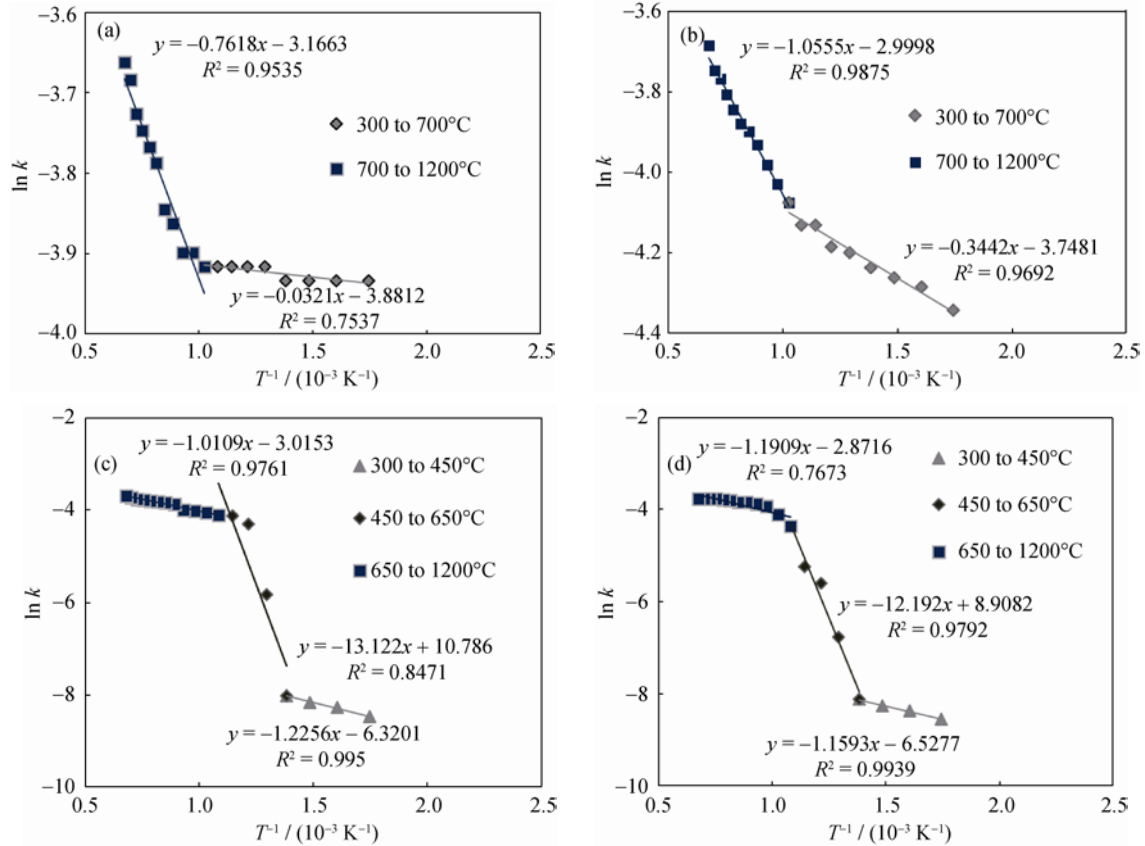 (a)
y = −0.7618x − 3.1663
R² = 0.9535
300 to 700°C
700 to 1200°C
y = −0.0321x − 3.8812
R² = 0.7537
−3.6
−3.7
−3.8
−3.9
−4.0
ln k
0.5 1.0 1.5 2.0 2.5
T⁻¹ / (10⁻³ K⁻¹)
(b)
y = −1.0555x − 2.9998
R² = 0.9875
300 to 700°C
700 to 1200°C
y = −0.3442x − 3.7481
R² = 0.9692
−3.6
−3.8
−4.0
−4.2
−4.4
ln k
0.5 1.0 1.5 2.0 2.5
T⁻¹ / (10⁻³ K⁻¹)
(c)
y = −1.0109x − 3.0153
R² = 0.9761
300 to 450°C
450 to 650°C
650 to 1200°C
y = −13.122x + 10.786
R² = 0.8471
y = −1.2256x − 6.3201
R² = 0.995
−2
−4
−6
−8
−10
ln k
0.5 1.0 1.5 2.0 2.5
T⁻¹ / (10⁻³ K⁻¹)
(d)
y = −1.1909x − 2.8716
R² = 0.7673
300 to 450°C
450 to 650°C
650 to 1200°C
y = −12.192x + 8.9082
R² = 0.9792
y = −1.1593x − 6.5277
R² = 0.9939
−2
−4
−6
−8
−10
ln k
0.5 1.0 1.5 2.0 2.5
T⁻¹ / (10⁻³ K⁻¹)